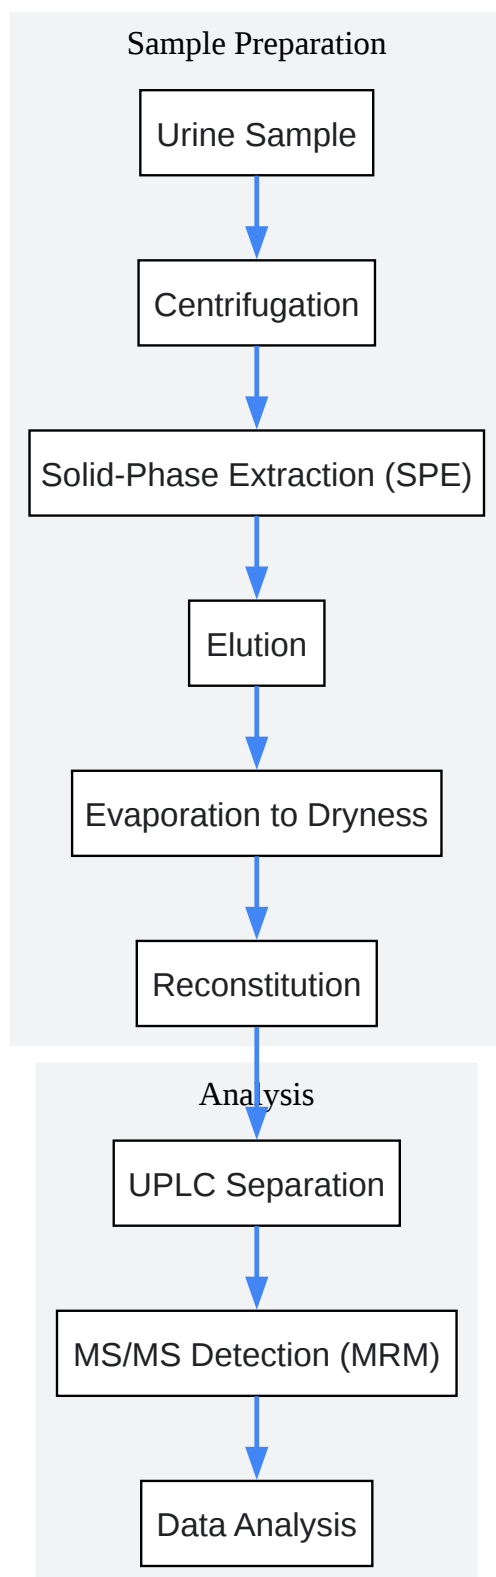 Sample Preparation
Urine Sample
Centrifugation
Solid-Phase Extraction (SPE)
Elution
Evaporation to Dryness
Reconstitution
Analysis
UPLC Separation
MS/MS Detection (MRM)
Data Analysis